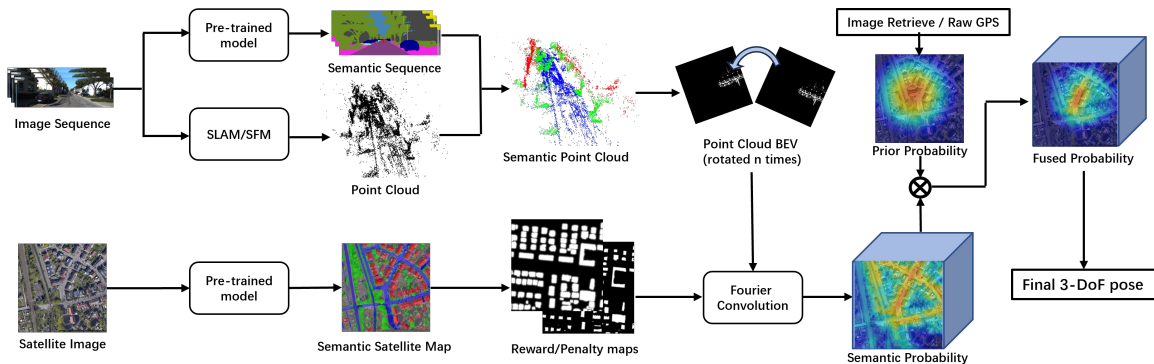 Pre-trained
model
Semantic Sequence
Image Sequence
SLAM/SFM
Point Cloud
Semantic Point Cloud
Point Cloud BEV
(rotated n times)
Image Retrieve / Raw GPS
Prior Probability
Fused Probability
Satellite Image
Pre-trained
model
Semantic Satellite Map
Reward/Penalty maps
Fourier
Convolution
Semantic Probability
Final 3-DoF pose